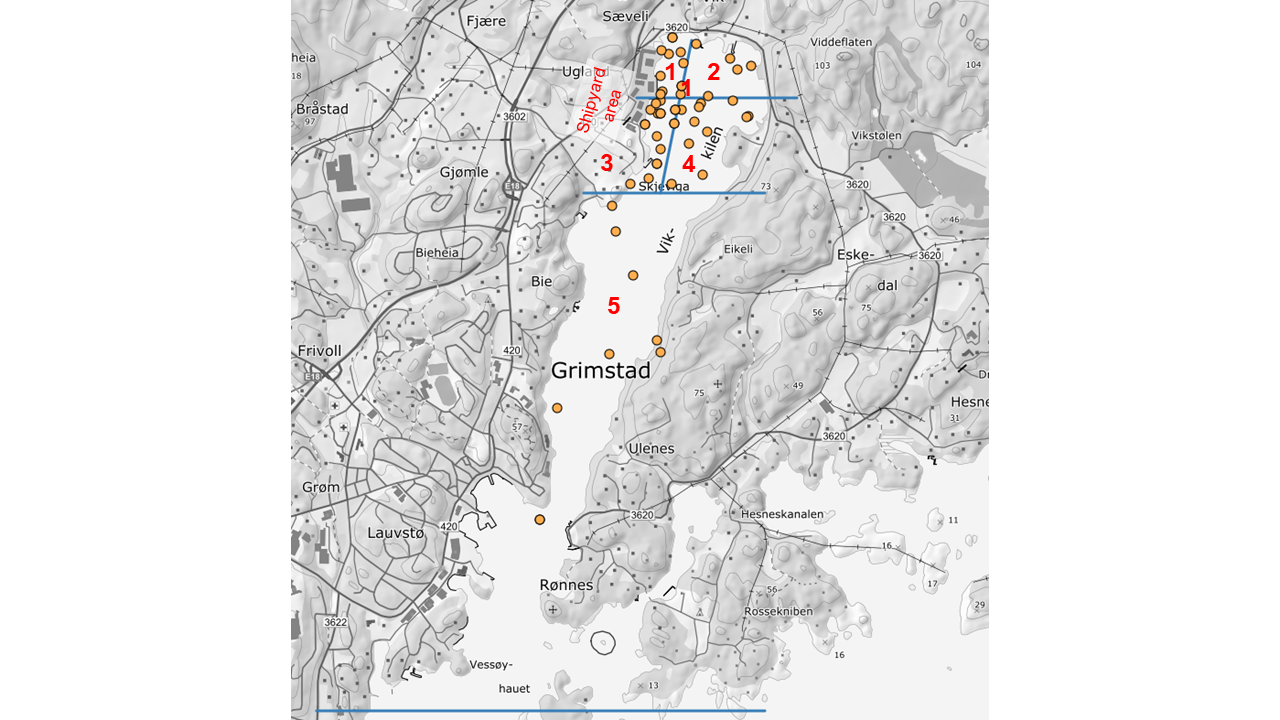 Sæveli
Vik
Fjære
3620
Viddeflaten
heia
18
Ugla
1
2
103
104
1
Shipyard
area
Bråstad
97
3602
Vikstølen
kilen
3
4
Gjømle
E18
Skjevika
73
3620
3620
46
Vik-
Bieheia
Eikeli
Eske-
3620
Bie
dal
5
56
75
Frivoll
420
E18
Grimstad
Dr
75
49
Hesne
31
57
Ulenes
3620
Grøm
3620
Hesneskanalen
11
Lauvstø
420
16
17
Rønnes
56
29
Rossekniben
3622
16
Vessøy-
hauet
13